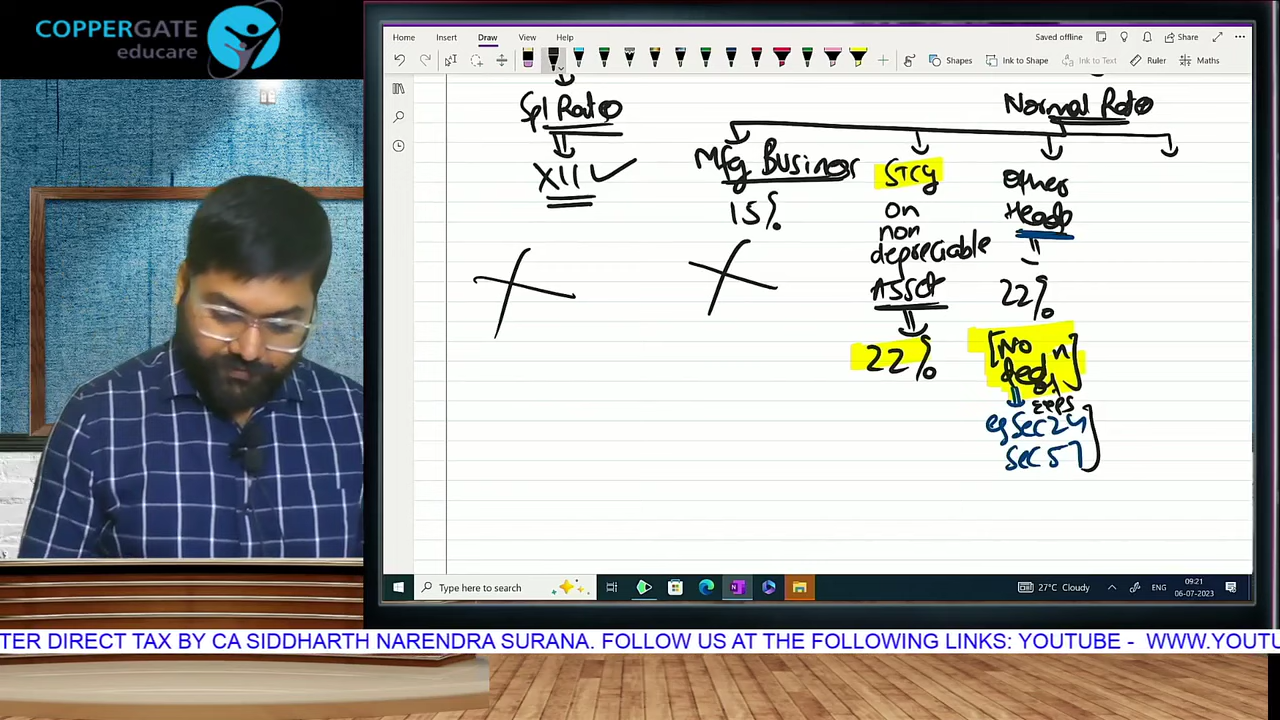 COPPERGATE
educare
Home Insert Draw View Help
Saved offline
Share
Shapes
Ink to Shape
Ink to Text
Ruler
Maths
Spl Rate
XII
Normal Rate
Mfg Business
15%
STCG
on
non
depreciable
Asset
22%
Other
Heads
22%
[No
dedn
of
exps]
eg Sec 24
Sec 57
Type here to search
27°C Cloudy
ENG
09:21
06-07-2023
TER DIRECT TAX BY CA SIDDHARTH NARENDRA SURANA. FOLLOW US AT THE FOLLOWING LINKS: YOUTUBE - WWW.YOUTU